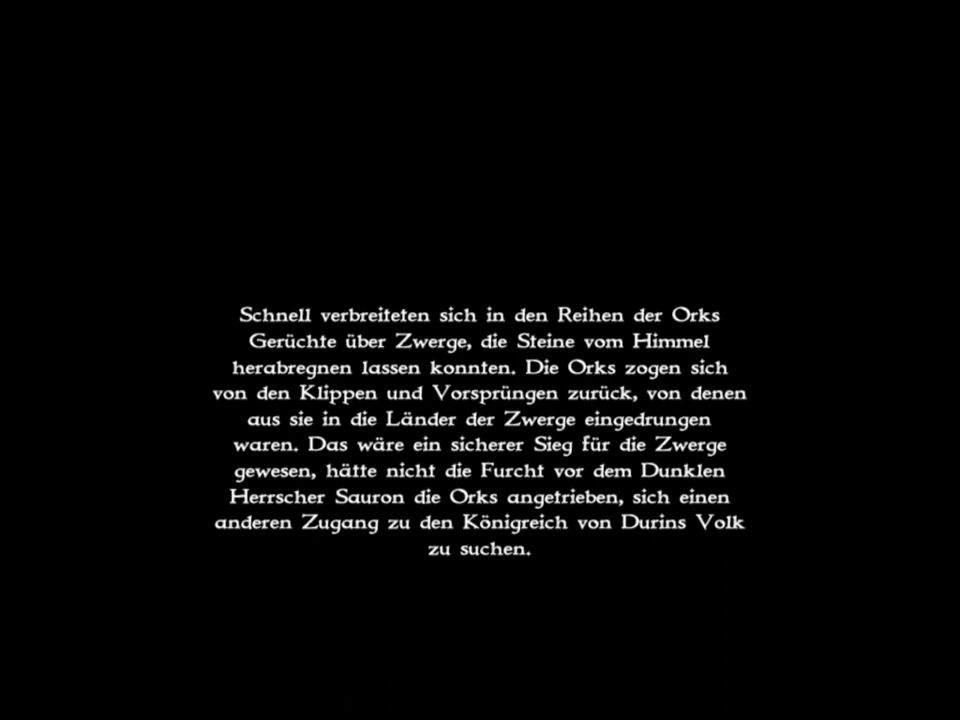 Schnell verbreiteten sich in den Reihen der Orks
Gerüchte über Zwerge, die Steine vom Himmel
herabregnen lassen konnten. Die Orks zogen sich
von den Klippen und Vorsprüngen zurück, von denen
aus sie in die Länder der Zwerge eingedrungen
waren. Das wäre ein sicherer Sieg für die Zwerge
gewesen, hätte nicht die Furcht vor dem Dunklen
Herrscher Sauron die Orks angetrieben, sich einen
anderen Zugang zu den Königreich von Durins Volk
zu suchen.